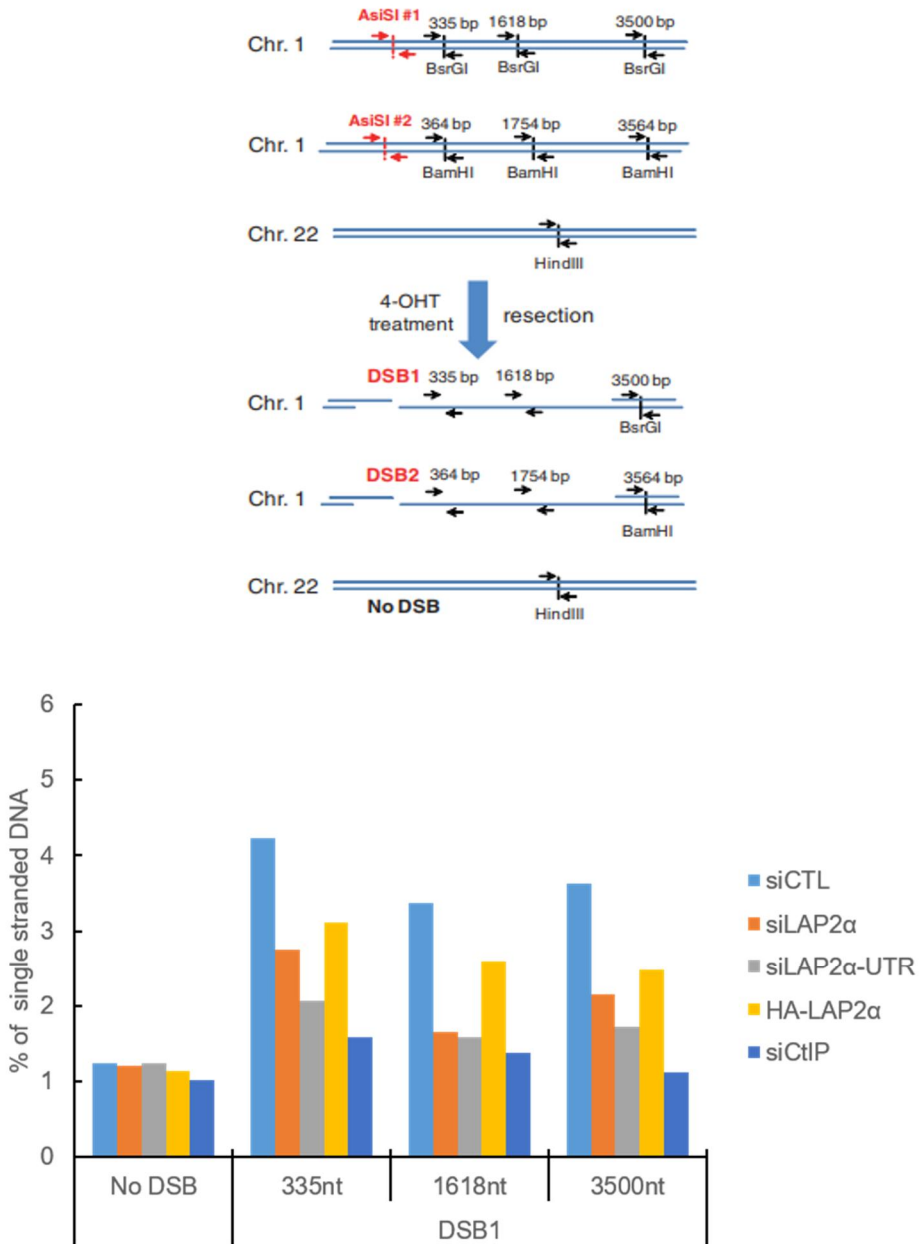 AsiSI #1
335 bp 1618 bp 3500 bp
Chr. 1
BsrGI BsrGI BsrGI
AsiSI #2
364 bp 1754 bp 3564 bp
Chr. 1
BamHI BamHI BamHI
Chr. 22
HindIII
4-OHT
treatment
resection
DSB1
335 bp 1618 bp 3500 bp
Chr. 1
BsrGI
DSB2
364 bp 1754 bp 3564 bp
Chr. 1
BamHI
Chr. 22
No DSB
HindIII
% of single stranded DNA
6
5
4
3
2
1
0
No DSB 335nt 1618nt 3500nt
DSB1
siCTL
siLAP2α
siLAP2α-UTR
HA-LAP2α
siCtIP